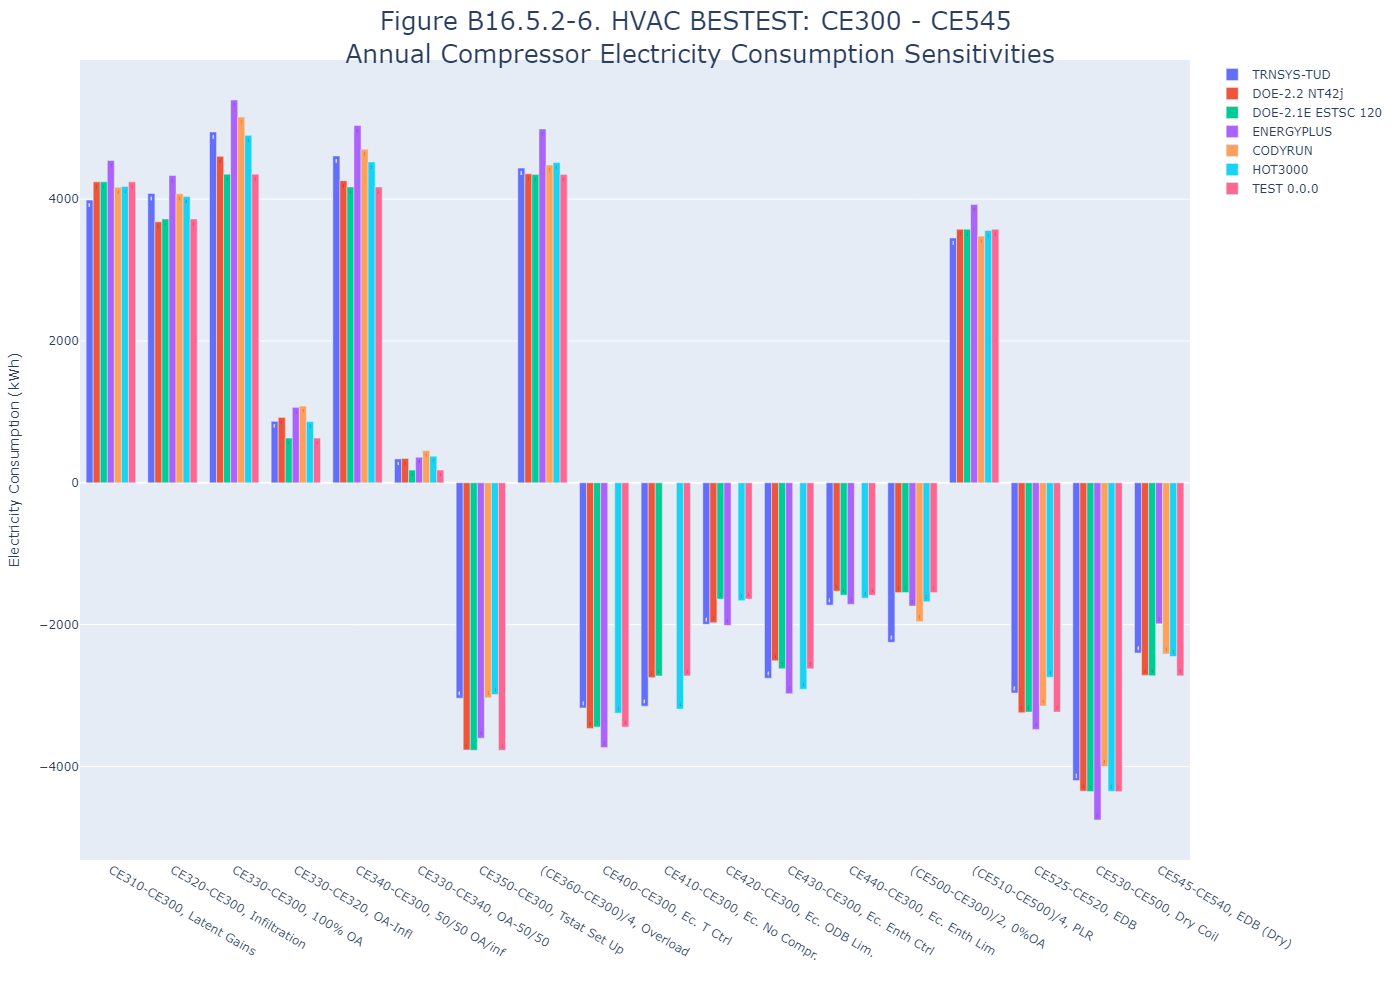 Figure B16.5.2-6. HVAC BESTEST: CE300 - CE545
Annual Compressor Electricity Consumption Sensitivities
TRNSYS-TUD
DOE-2.2 NT42j
DOE-2.1E ESTSC 120
ENERGYPLUS
CODYRUN
HOT3000
TEST 0.0.0
Electricity Consumption (kWh)
4000
2000
0
−2000
−4000
CE310-CE300, Latent Gains
CE320-CE300, Infiltration
CE330-CE300, 100% OA
CE330-CE320, OA-Infl
CE340-CE300, 50/50 OA/inf
CE330-CE340, OA-50/50
CE350-CE300, Tstat Set Up
(CE360-CE300)/4, Overload
CE400-CE300, Ec. T Ctrl
CE410-CE300, Ec. No Compr.
CE420-CE300, Ec. ODB Lim.
CE430-CE300, Ec. Enth Ctrl
CE440-CE300, Ec. Enth Lim
(CE500-CE300)/2, 0%OA
(CE510-CE500)/4, PLR
CE525-CE520, EDB
CE530-CE500, Dry Coil
CE545-CE540, EDB (Dry)